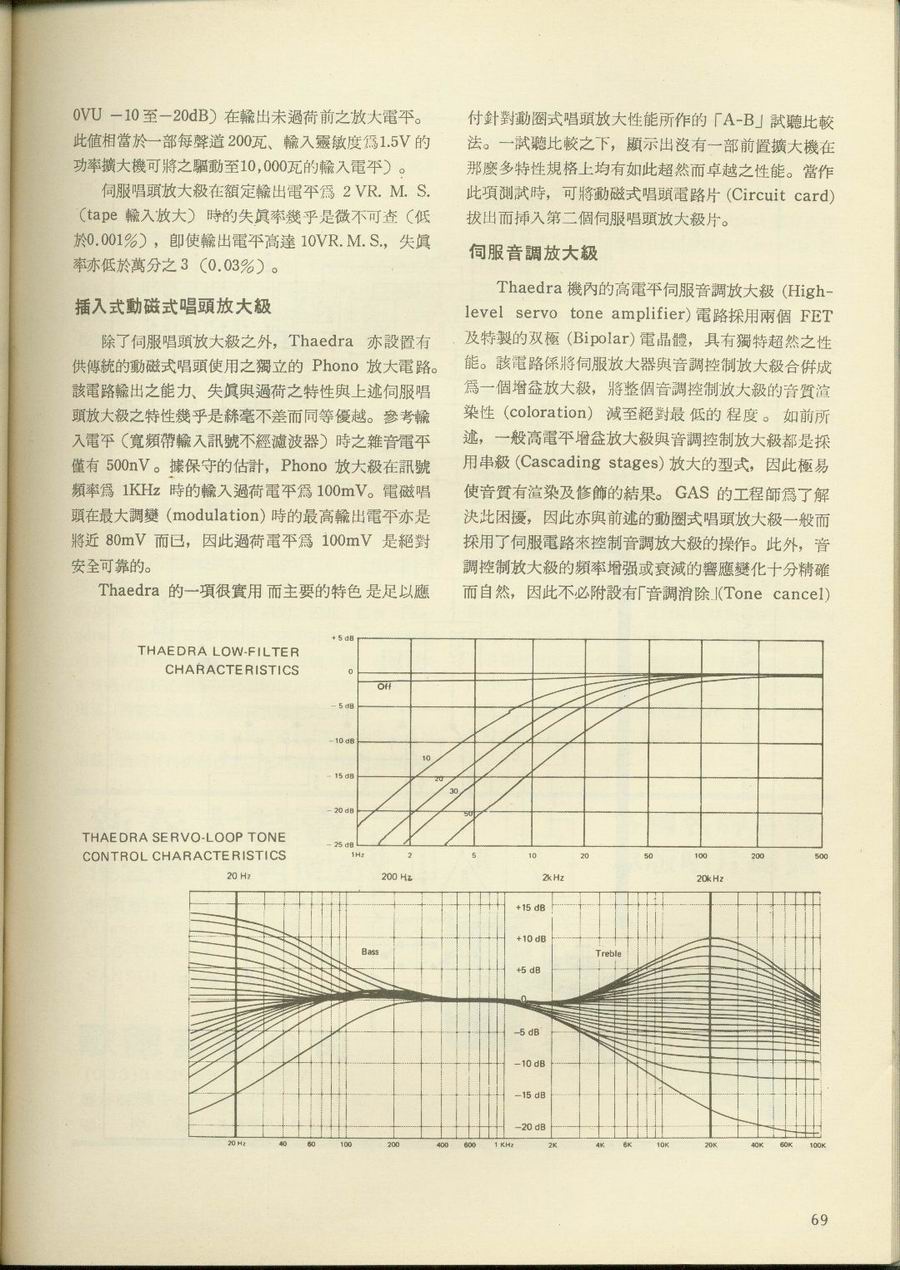 0VU －10至－20dB）在輸出未過荷前之放大電平。
此值相當於一部每聲道200瓦、輸入靈敏度爲1.5V 的
功率擴大機可將之驅動至10,000瓦的輸入電平）。
伺服唱頭放大級在額定輸出電平爲 2 VR. M. S.
（tape 輸入放大） 時的失眞率幾乎是微不可查（低
於0.001%），卽使輸出電平高達 10VR. M. S.，失眞
率亦低於萬分之 3 （0.03%）。
插入式動磁式唱頭放大級
除了伺服唱頭放大級之外，Thaedra 亦設置有
供傳統的動磁式唱頭使用之獨立的 Phono 放大電路。
該電路輸出之能力、失眞與過荷之特性與上述伺服唱
頭放大級之特性幾乎是絲毫不差而同等優越。參考輸
入電平（寬頻帶輸入訊號不經濾波器）時之雜音電平
僅有 500nV。據保守的估計，Phono 放大級在訊號
頻率爲 1KHz 時的輸入過荷電平爲100mV。電磁唱
頭在最大調變 (modulation) 時的最高輸出電平亦是
將近 80mV 而已，因此過荷電平爲 100mV 是絕對
安全可靠的。
Thaedra 的一項很實用 而主要的特色 是足以應
付針對動圈式唱頭放大性能所作的「A-B」試聽比較
法。一試聽比較之下，顯示出沒有一部前置擴大機在
那麽多特性規格上均有如此超然而卓越之性能。當作
此項測試時，可將動磁式唱頭電路片 (Circuit card)
拔出而挿入第二個伺服唱頭放大級片。
伺服音調放大級
Thaedra 機內的高電平伺服音調放大級 (High-
level servo tone amplifier) 電路採用兩個 FET
及特製的双極 (Bipolar) 電晶體，具有獨特超然之性
能。該電路係將伺服放大器與音調控制放大級合倂成
爲一個增益放大級，將整個音調控制放大級的音質渲
染性 (coloration) 減至絕對最 低的 程度 。 如前所
述，一般高電平增益放大級與音調控制放大級都是採
用串級 (Cascading stages) 放大的型式，因此極易
使音質有渲染及修飾的結果。 GAS 的工程師爲了解
決此困擾，因此亦與前述的動圈式唱頭放大級一般而
採用了伺服電路來控制音調放大級的操作。此外，音
調控制放大級的頻率增强或衰減的響應變化十分精確
而自然，因此不必附設有「音調消除」(Tone cancel)
THAEDRA LOW-FILTER
CHARACTERISTICS
+ 5 dB
0
Off
– 5 dB
– 10 dB
10
– 15 dB
20
30
– 20 dB
50
– 25 dB
1Hz 2 5 10 20 50 100 200 500
THAEDRA SERVO-LOOP TONE
CONTROL CHARACTERISTICS
20 Hz 200 Hz 2kHz 20kHz
+15 dB
+10 dB
Bass Treble
+5 dB
0
–5 dB
–10 dB
–15 dB
–20 dB
20 Hz 40 60 100 200 400 600 1 KHz 2K 4K 6K 10K 20K 40K 60K 100K
69